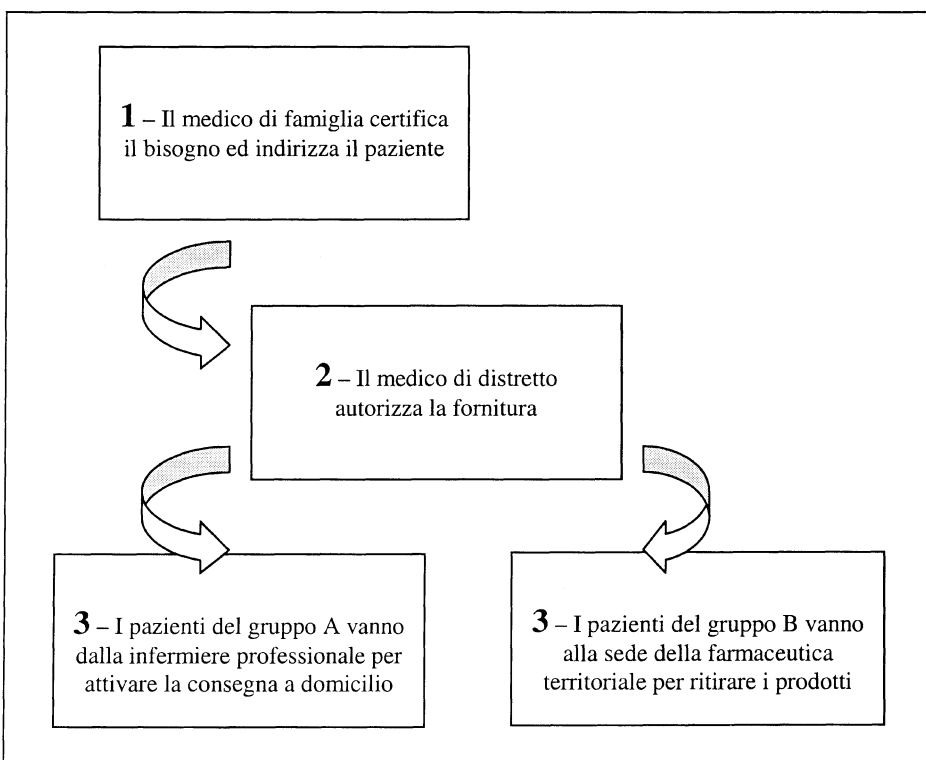 1 – Il medico di famiglia certifica
il bisogno ed indirizza il paziente
2 – Il medico di distretto
autorizza la fornitura
3 – I pazienti del gruppo A vanno
dalla infermiere professionale per
attivare la consegna a domicilio
3 – I pazienti del gruppo B vanno
alla sede della farmaceutica
territoriale per ritirare i prodotti